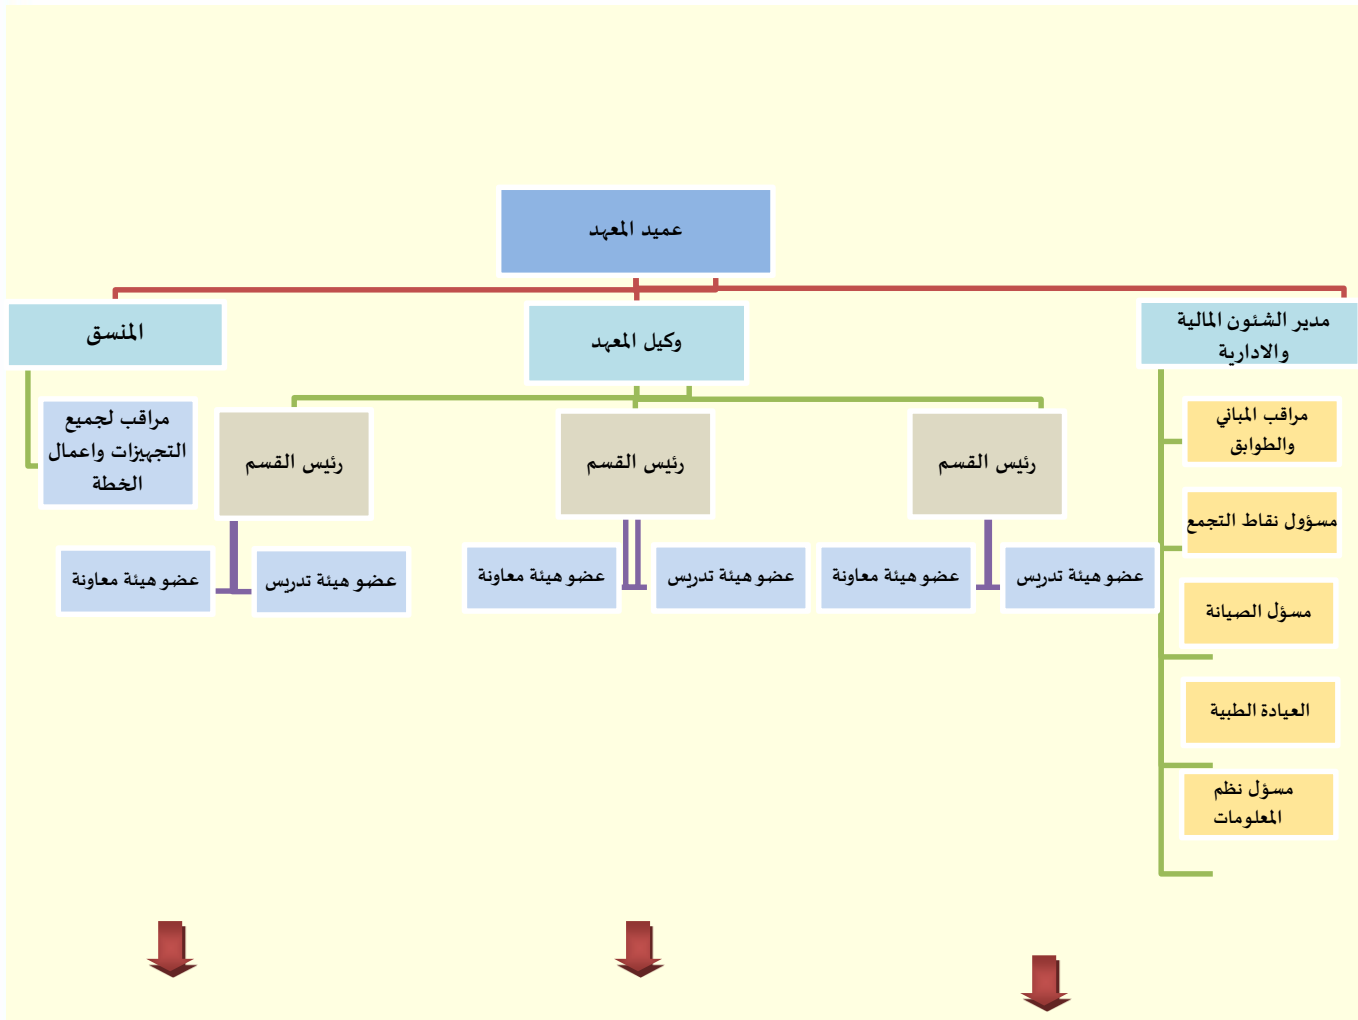 عميد المعهد
مدير الشئون المالية
والادارية
وكيل المعهد
المنسق
مراقب المباني
والطوابق
مسؤول نقاط التجمع
مسؤل الصيانة
العيادة الطبية
مسؤل نظم
المعلومات
رئيس القسم
رئيس القسم
رئيس القسم
مراقب لجميع
التجهيزات واعمال
الخطة
عضو هيئة تدريس
عضو هيئة معاونة
عضو هيئة تدريس
عضو هيئة معاونة
عضو هيئة تدريس
عضو هيئة معاونة